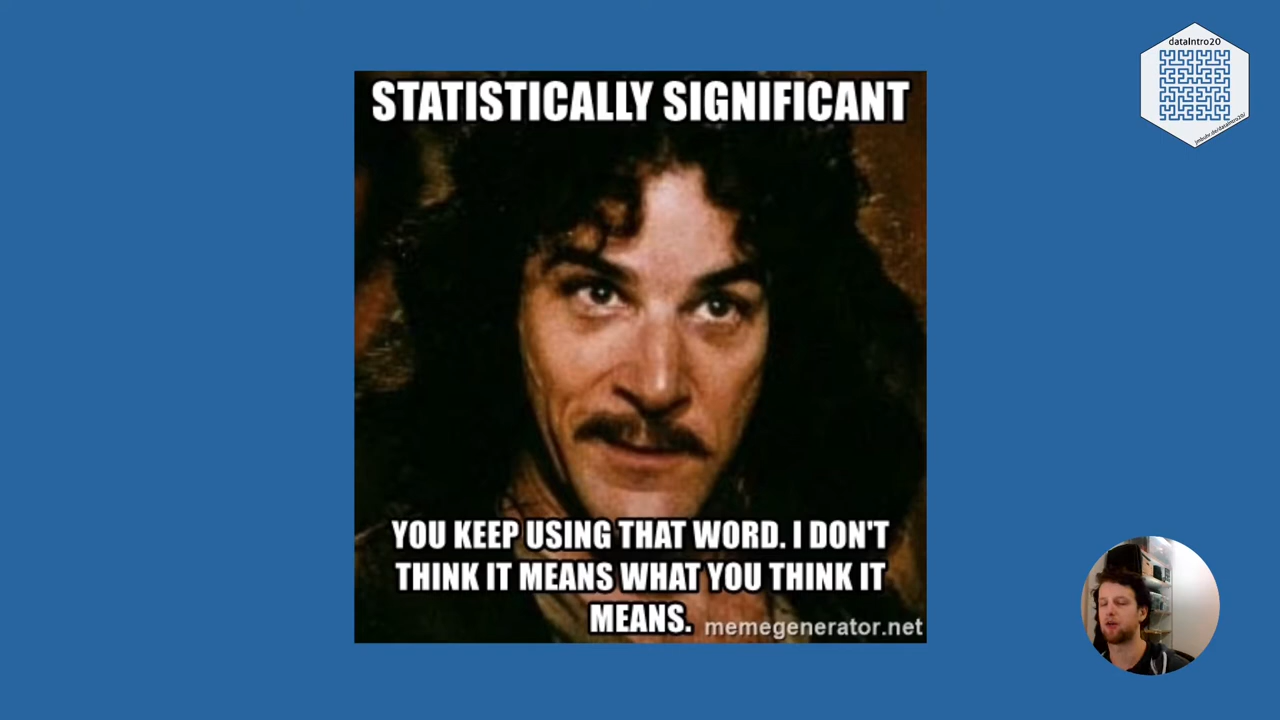 dataIntro20
STATISTICALLY SIGNIFICANT
YOU KEEP USING THAT WORD. I DON'T
THINK IT MEANS WHAT YOU THINK IT
MEANS.
memegenerator.net